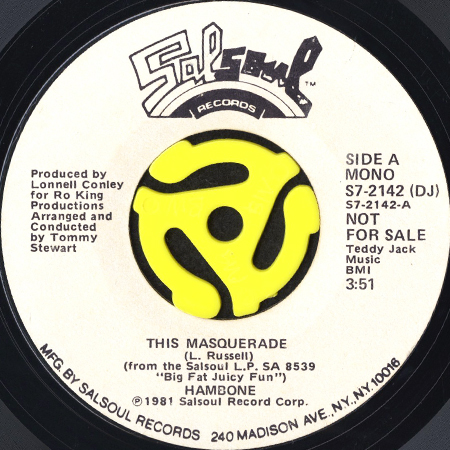 Salsoul ™
RECORDS
Produced by
Lonnell Conley
for Ro King
Productions
Arranged and
Conducted
by Tommy
Stewart
SIDE A
MONO
S7-2142 (DJ)
S7-2142-A
NOT
FOR SALE
Teddy Jack
Music
BMI
3:51
THIS MASQUERADE
(L. Russell)
(from the Salsoul L.P. SA 8539
"Big Fat Juicy Fun")
HAMBONE
℗1981 Salsoul Record Corp.
MFG. BY SALSOUL RECORDS 240 MADISON AVE., N.Y., N.Y. 10016